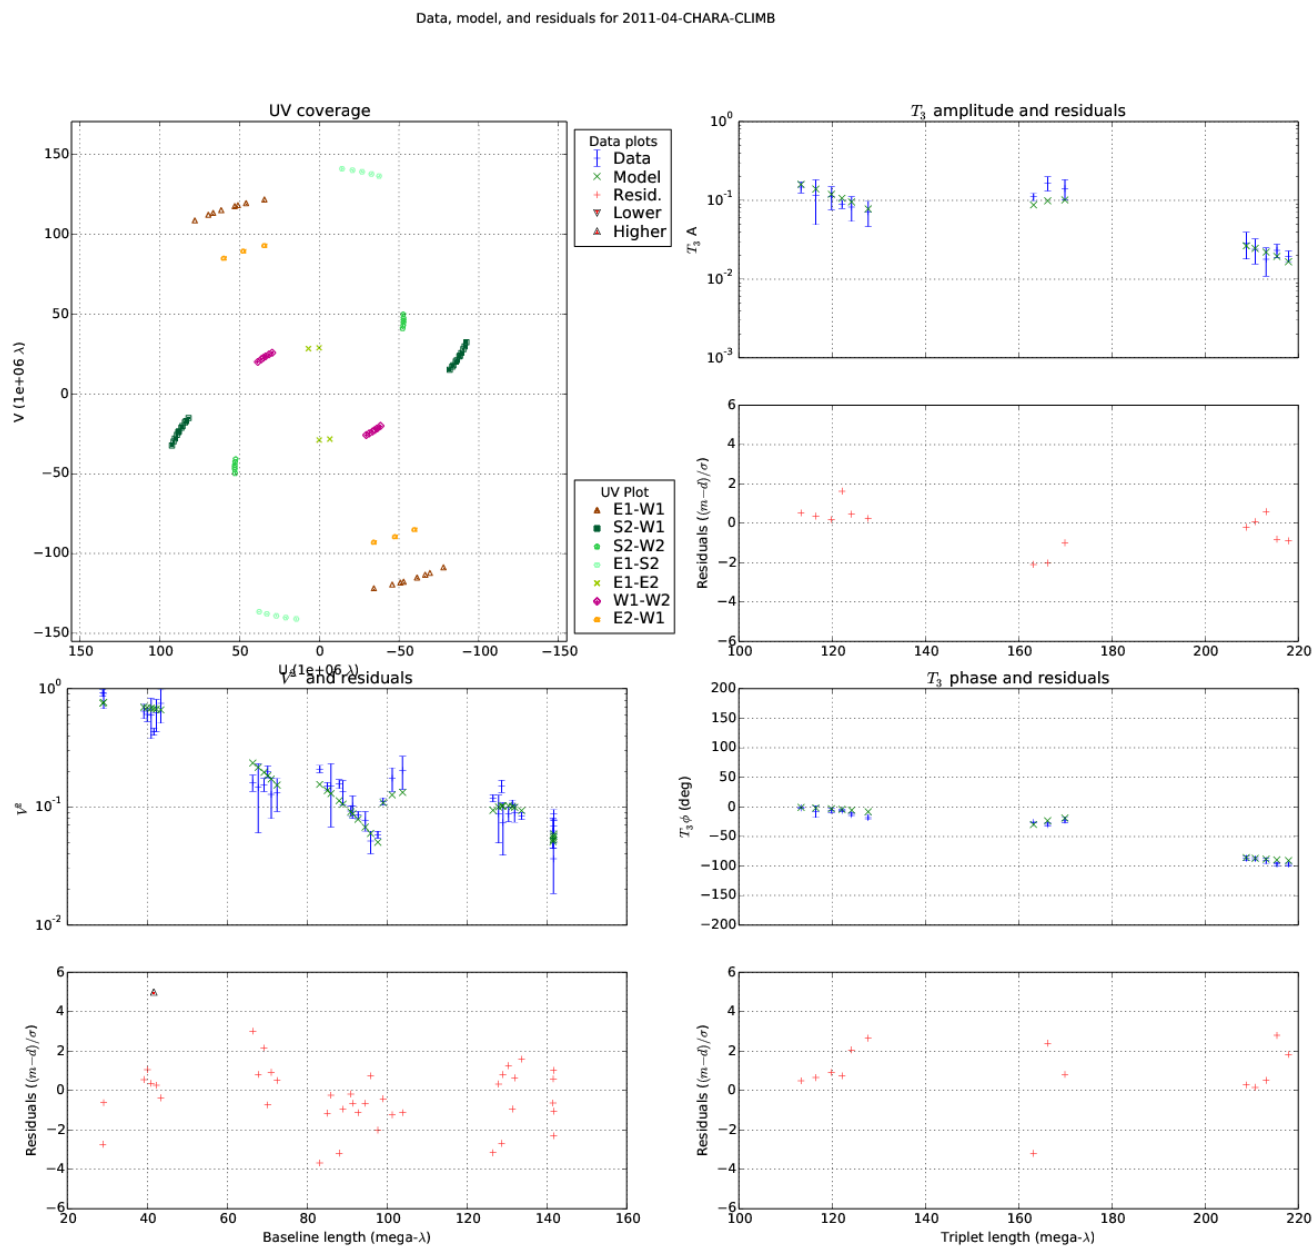 Data, model, and residuals for 2011-04-CHARA-CLIMB
UV coverage
V (1e+06 λ)
150
100
50
0
−50
−100
−150
150 100 50 0 −50 −100 −150
U (1e+06 λ)
Data plots
Data
Model
Resid.
Lower
Higher
UV Plot
E1-W1
S2-W1
S2-W2
E1-S2
E1-E2
W1-W2
E2-W1
T₃ amplitude and residuals
T₃ A
10⁰
10⁻¹
10⁻²
10⁻³
Residuals ((m−d)/σ)
6
4
2
0
−2
−4
−6
100 120 140 160 180 200 220
V² and residuals
V²
10⁰
10⁻¹
10⁻²
Residuals ((m−d)/σ)
6
4
2
0
−2
−4
−6
20 40 60 80 100 120 140 160
Baseline length (mega-λ)
T₃ phase and residuals
T₃ϕ (deg)
200
150
100
50
0
−50
−100
−150
−200
Residuals ((m−d)/σ)
6
4
2
0
−2
−4
−6
100 120 140 160 180 200 220
Triplet length (mega-λ)